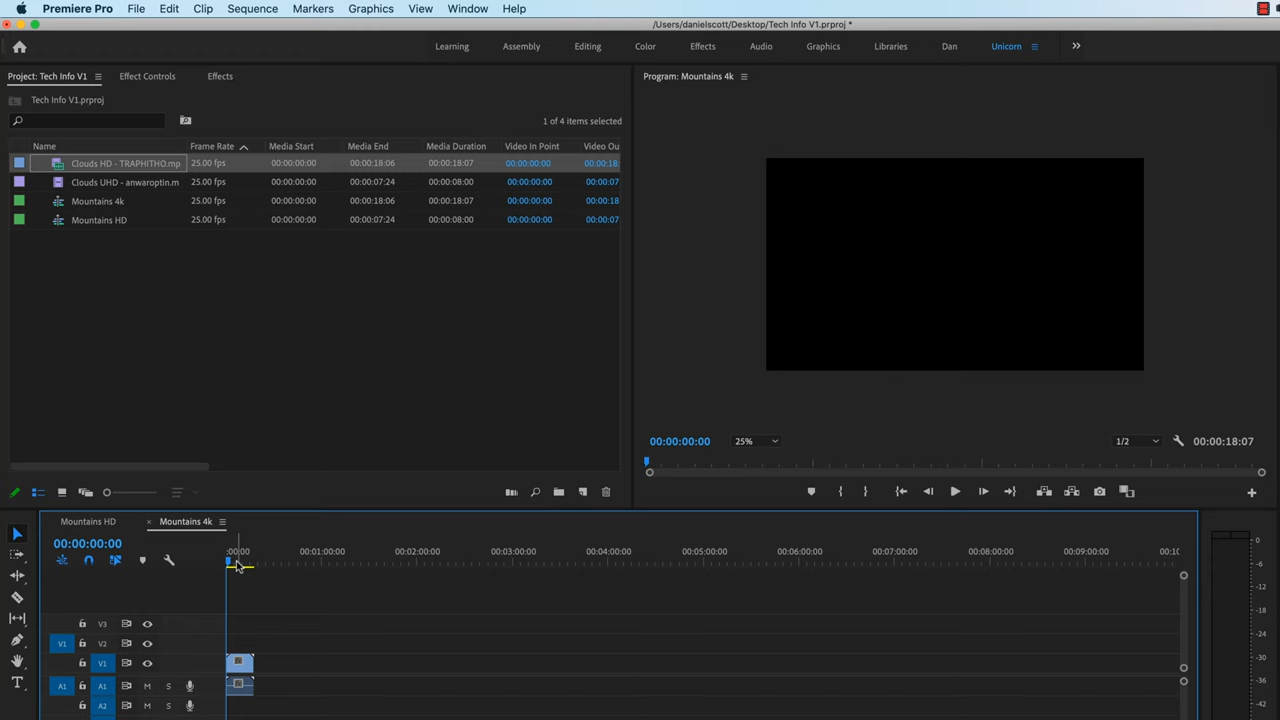 Premiere Pro File Edit Clip Sequence Markers Graphics View Window Help
/Users/danielscott/Desktop/Tech Info V1.prproj *
Learning Assembly Editing Color Effects Audio Graphics Libraries Dan Unicorn
Project: Tech Info V1 Effect Controls Effects
Program: Mountains 4k
Tech Info V1.prproj
1 of 4 items selected
Name Frame Rate Media Start Media End Media Duration Video In Point Video Ou
Clouds HD - TRAPHITHO.mp 25.00 fps 00:00:00:00 00:00:18:06 00:00:18:07 00:00:00:00 00:00:18:
Clouds UHD - anwaroptin.m 25.00 fps 00:00:00:00 00:00:07:24 00:00:08:00 00:00:00:00 00:00:07
Mountains 4k 25.00 fps 00:00:00:00 00:00:18:06 00:00:18:07 00:00:00:00 00:00:18
Mountains HD 25.00 fps 00:00:00:00 00:00:07:24 00:00:08:00 00:00:00:00 00:00:07
00:00:00:00 25% 1/2 00:00:18:07
Mountains HD × Mountains 4k
00:00:00:00
:00:00 00:01:00:00 00:02:00:00 00:03:00:00 00:04:00:00 00:05:00:00 00:06:00:00 00:07:00:00 00:08:00:00 00:09:00:00 00:10
V3
V1 V2
V1
A1 A1 M S
A2 M S
0
-6
-12
-18
-24
-30
-36
-42